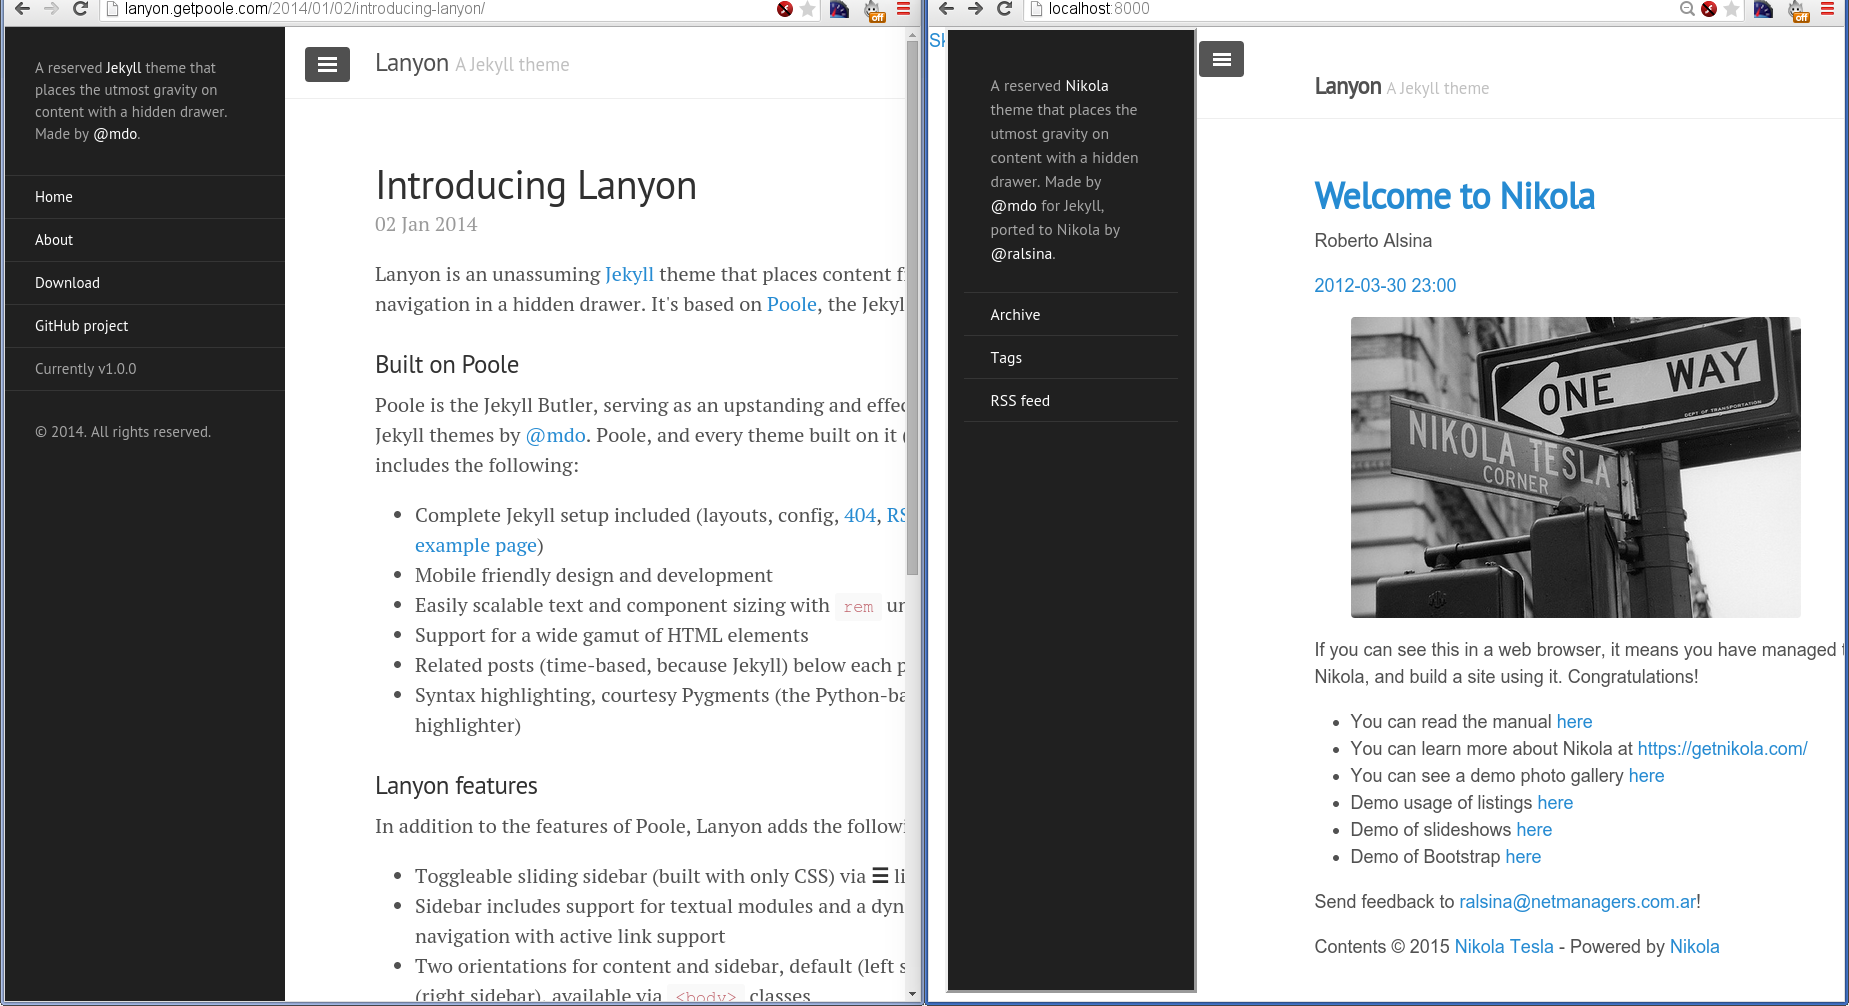 lanyon.getpoole.com/2014/01/02/introducing-lanyon/
off
A reserved Jekyll theme that
places the utmost gravity on
content with a hidden drawer.
Made by @mdo.
Home
About
Download
GitHub project
Currently v1.0.0
© 2014. All rights reserved.
Lanyon A Jekyll theme
Introducing Lanyon
02 Jan 2014
Lanyon is an unassuming Jekyll theme that places content
navigation in a hidden drawer. It's based on Poole, the
Built on Poole
Poole is the Jekyll Butler, serving as an upstanding and
Jekyll themes by @mdo. Poole, and every theme built on it
includes the following:
Complete Jekyll setup included (layouts, config, 404,
example page)
Mobile friendly design and development
Easily scalable text and component sizing with rem
Support for a wide gamut of HTML elements
Related posts (time-based, because Jekyll) below each
Syntax highlighting, courtesy Pygments (the
highlighter)
Lanyon features
In addition to the features of Poole, Lanyon adds the
Toggleable sliding sidebar (built with only CSS) via ☰
Sidebar includes support for textual modules and a
navigation with active link support
Two orientations for content and sidebar, default (left
(right sidebar), available via <body> classes
localhost:8000
off
A reserved Nikola
theme that places the
utmost gravity on
content with a hidden
drawer. Made by
@mdo for Jekyll,
ported to Nikola by
@ralsina.
Archive
Tags
RSS feed
Lanyon A Jekyll theme
Welcome to Nikola
Roberto Alsina
2012-03-30 23:00
ONE WAY
DEPT OF TRANSPORTATION
NIKOLA TESLA
CORNER
If you can see this in a web browser, it means you have managed
Nikola, and build a site using it. Congratulations!
You can read the manual here
You can learn more about Nikola at https://getnikola.com/
You can see a demo photo gallery here
Demo usage of listings here
Demo of slideshows here
Demo of Bootstrap here
Send feedback to ralsina@netmanagers.com.ar!
Contents © 2015 Nikola Tesla - Powered by Nikola